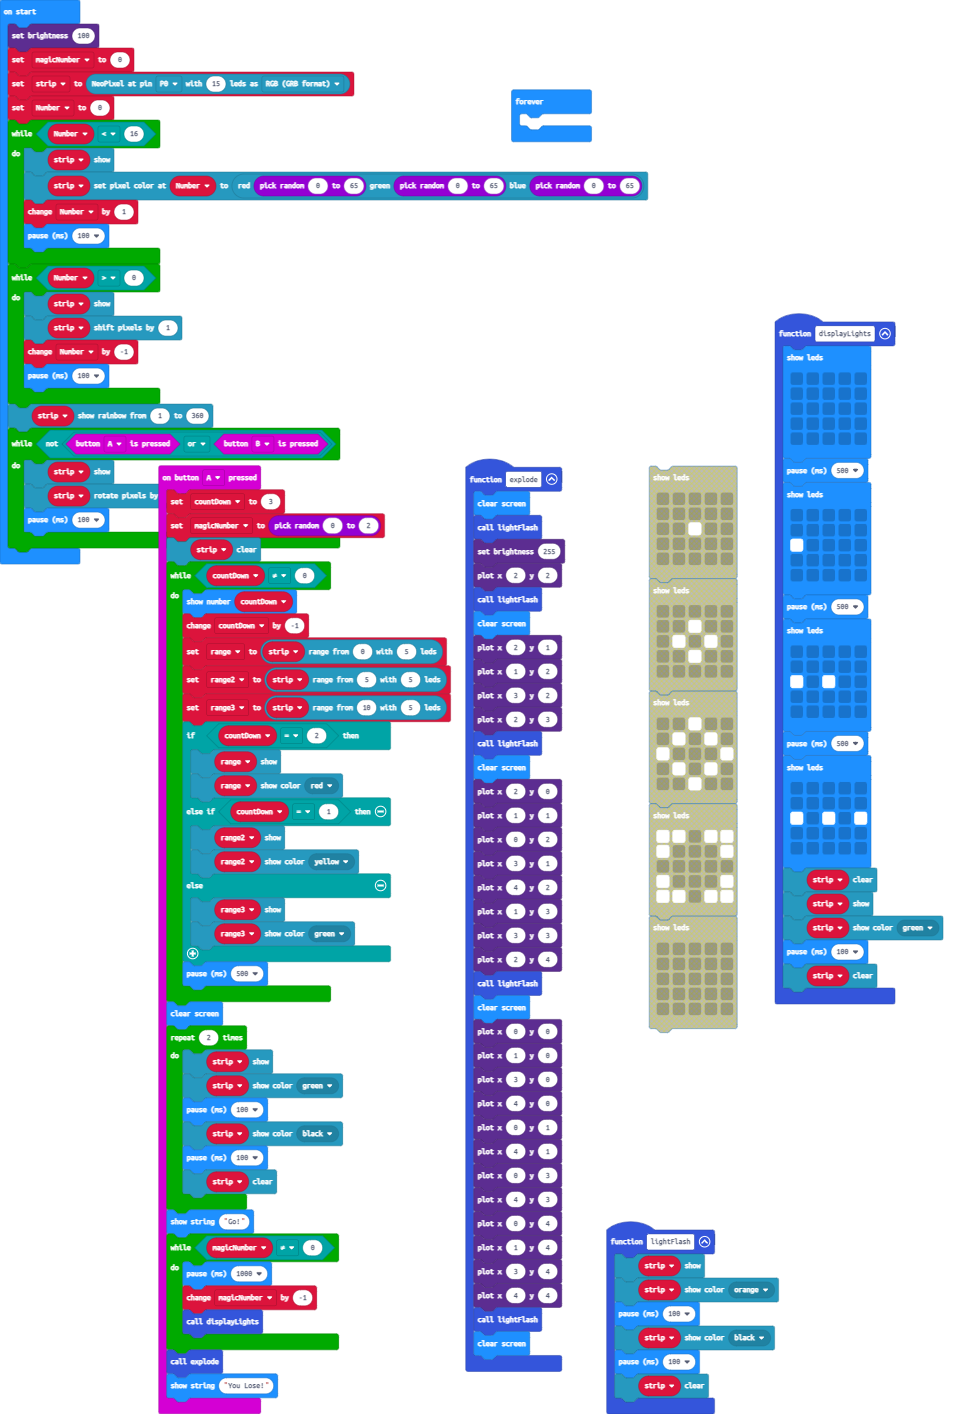 on start
set brightness 100
set magicNumber to 0
set strip to NeoPixel at pin P0 with 15 leds as RGB (GRB format)
set Number to 0
while Number < 16
do
strip show
strip set pixel color at Number to red pick random 0 to 65 green pick random 0 to 65 blue pick random 0 to 65
change Number by 1
pause (ms) 100
while Number > 0
do
strip show
strip shift pixels by 1
change Number by -1
pause (ms) 100
strip show rainbow from 1 to 360
while not button A is pressed or button B is pressed
do
strip show
strip rotate pixels by
pause (ms) 100
forever
on button A pressed
set countDown to 3
set magicNumber to pick random 0 to 2
strip clear
while countDown ≠ 0
do
show number countDown
change countDown by -1
set range to strip range from 0 with 5 leds
set range2 to strip range from 5 with 5 leds
set range3 to strip range from 10 with 5 leds
if countDown = 2 then
range show
range show color red
else if countDown = 1 then
range2 show
range2 show color yellow
else
range3 show
range3 show color green
pause (ms) 500
clear screen
repeat 2 times
do
strip show
strip show color green
pause (ms) 100
strip show color black
pause (ms) 100
strip clear
show string "Go!"
while magicNumber ≠ 0
do
pause (ms) 1000
change magicNumber by -1
call displayLights
call explode
show string "You Lose!"
function explode
clear screen
call lightFlash
set brightness 255
plot x 2 y 2
call lightFlash
clear screen
plot x 2 y 1
plot x 1 y 2
plot x 3 y 2
plot x 2 y 3
call lightFlash
clear screen
plot x 2 y 0
plot x 1 y 1
plot x 0 y 2
plot x 3 y 1
plot x 4 y 2
plot x 1 y 3
plot x 3 y 3
plot x 2 y 4
call lightFlash
clear screen
plot x 0 y 0
plot x 1 y 0
plot x 3 y 0
plot x 4 y 0
plot x 0 y 1
plot x 4 y 1
plot x 0 y 3
plot x 4 y 3
plot x 0 y 4
plot x 1 y 4
plot x 3 y 4
plot x 4 y 4
call lightFlash
clear screen
show leds
show leds
show leds
show leds
show leds
function displayLights
show leds
pause (ms) 500
show leds
pause (ms) 500
show leds
pause (ms) 500
show leds
strip clear
strip show
strip show color green
pause (ms) 100
strip clear
function lightFlash
strip show
strip show color orange
pause (ms) 100
strip show color black
pause (ms) 100
strip clear